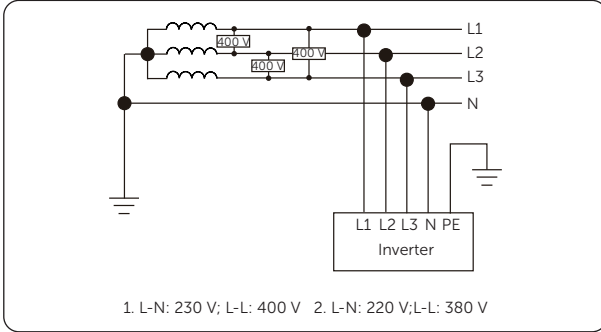 L1
400 V
400 V
L2
400 V
L3
N
L1 L2 L3 N PE
Inverter
1. L-N: 230 V; L-L: 400 V 2. L-N: 220 V;L-L: 380 V